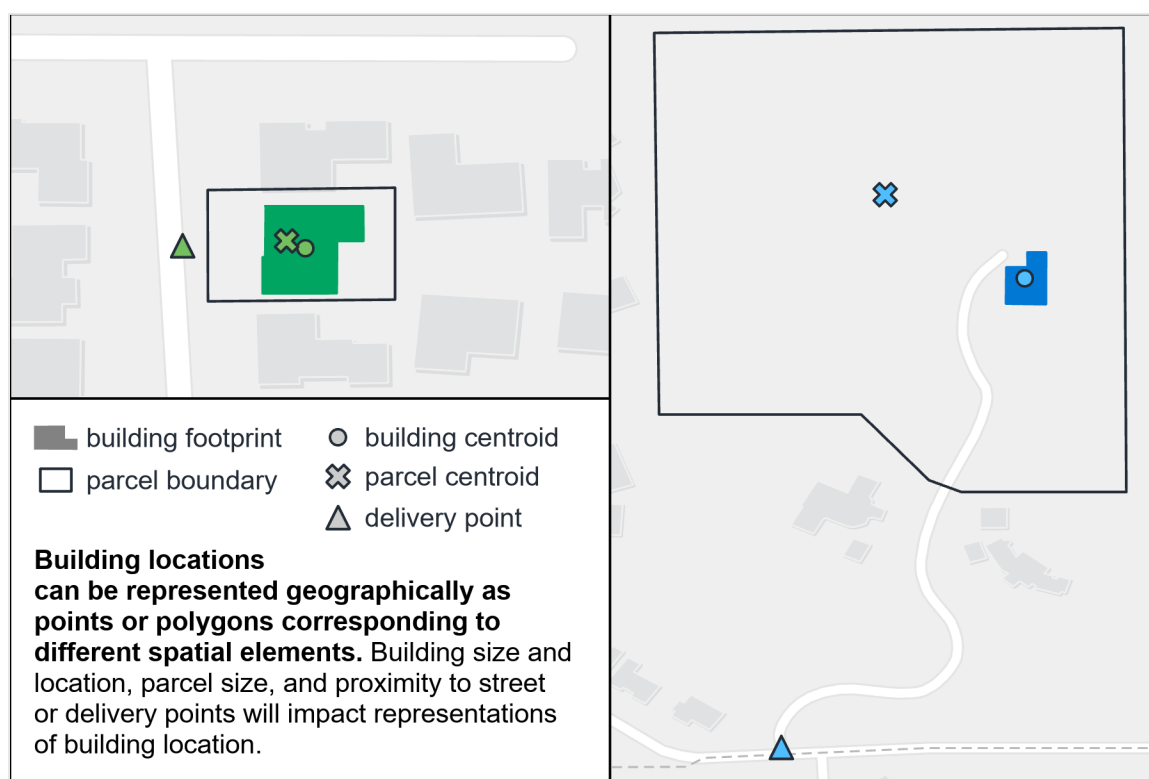 building footprint
building centroid
parcel boundary
parcel centroid
delivery point
Building locations
can be represented geographically as
points or polygons corresponding to
different spatial elements. Building size and
location, parcel size, and proximity to street
or delivery points will impact representations
of building location.